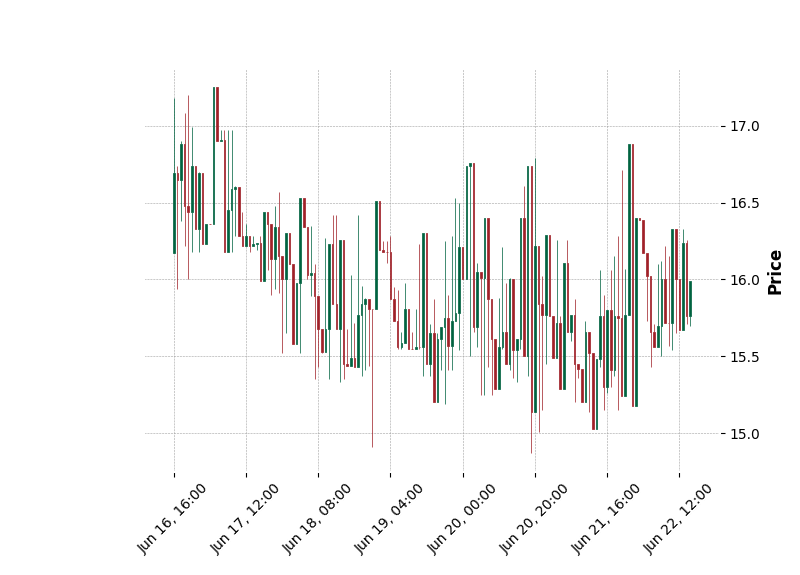 17.0
16.5
16.0
15.5
15.0
Price
Jun 16, 16:00
Jun 17, 12:00
Jun 18, 08:00
Jun 19, 04:00
Jun 20, 00:00
Jun 20, 20:00
Jun 21, 16:00
Jun 22, 12:00